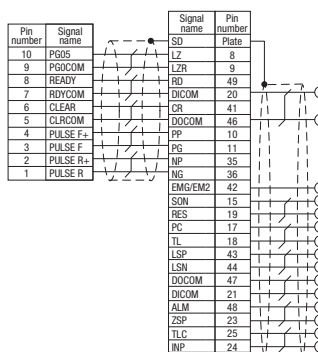 Pin number Signal name
10 PG05
9 PG0COM
8 READY
7 RDYCOM
6 CLEAR
5 CLRCOM
4 PULSE F+
3 PULSE F
2 PULSE R+
1 PULSE R
Signal name Pin number
SD Plate
LZ 8
LZR 9
RD 49
DICOM 20
CR 41
DOCOM 46
PP 10
PG 11
NP 35
NG 36
EMG/EM2 42
SON 15
RES 19
PC 17
TL 18
LSP 43
LSN 44
DOCOM 47
DICOM 21
ALM 48
ZSP 23
TLC 25
INP 24